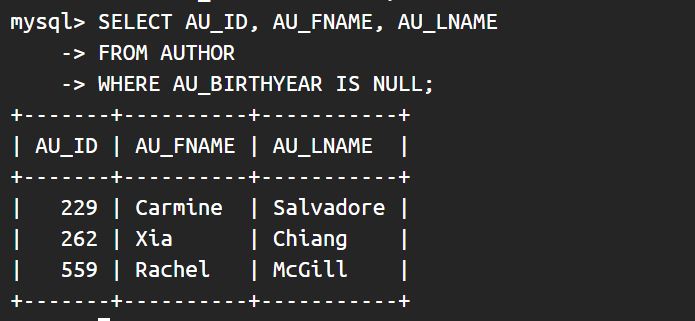 mysql> SELECT AU_ID, AU_FNAME, AU_LNAME
    -> FROM AUTHOR
    -> WHERE AU_BIRTHYEAR IS NULL;
+-------+----------+-----------+
| AU_ID | AU_FNAME | AU_LNAME  |
+-------+----------+-----------+
|   229 | Carmine  | Salvadore |
|   262 | Xia      | Chiang    |
|   559 | Rachel   | McGill    |
+-------+----------+-----------+